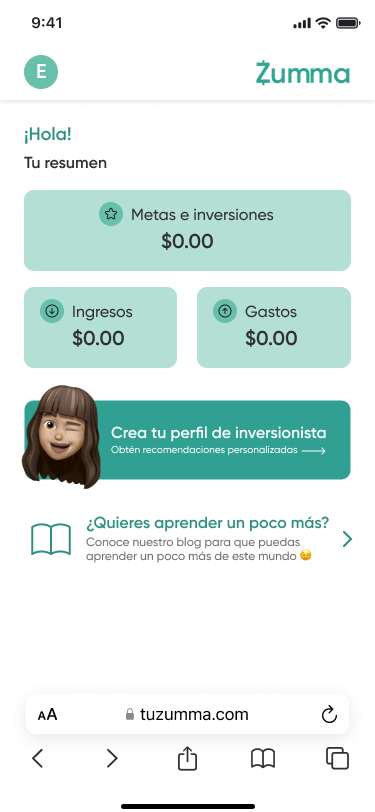 9:41
E
Zumma
¡Hola!
Tu resumen
Metas e inversiones
$0.00
Ingresos
$0.00
Gastos
$0.00
Crea tu perfil de inversionista
Obtén recomendaciones personalizadas
¿Quieres aprender un poco más?
Conoce nuestro blog para que puedas
aprender un poco más de este mundo 😉
AA
tuzumma.com